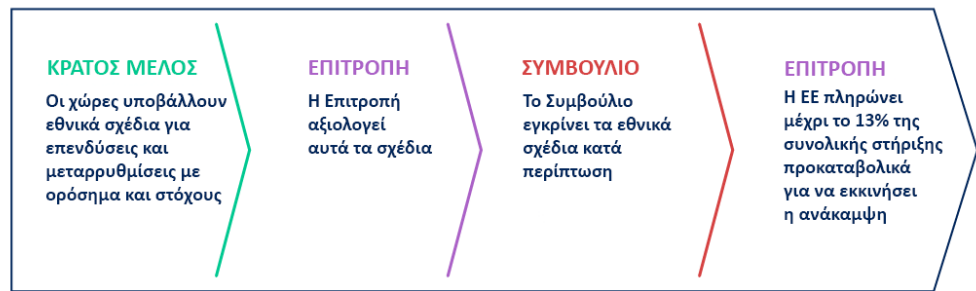 ΚΡΑΤΟΣ ΜΕΛΟΣ
Οι χώρες υποβάλλουν
εθνικά σχέδια για
επενδύσεις και
μεταρρυθμίσεις με
ορόσημα και στόχους
ΕΠΙΤΡΟΠΗ
Η Επιτροπή
αξιολογεί
αυτά τα σχέδια
ΣΥΜΒΟΥΛΙΟ
Το Συμβούλιο
εγκρίνει τα εθνικά
σχέδια κατά
περίπτωση
ΕΠΙΤΡΟΠΗ
Η ΕΕ πληρώνει
μέχρι το 13% της
συνολικής στήριξης
προκαταβολικά
για να εκκινήσει
η ανάκαμψη